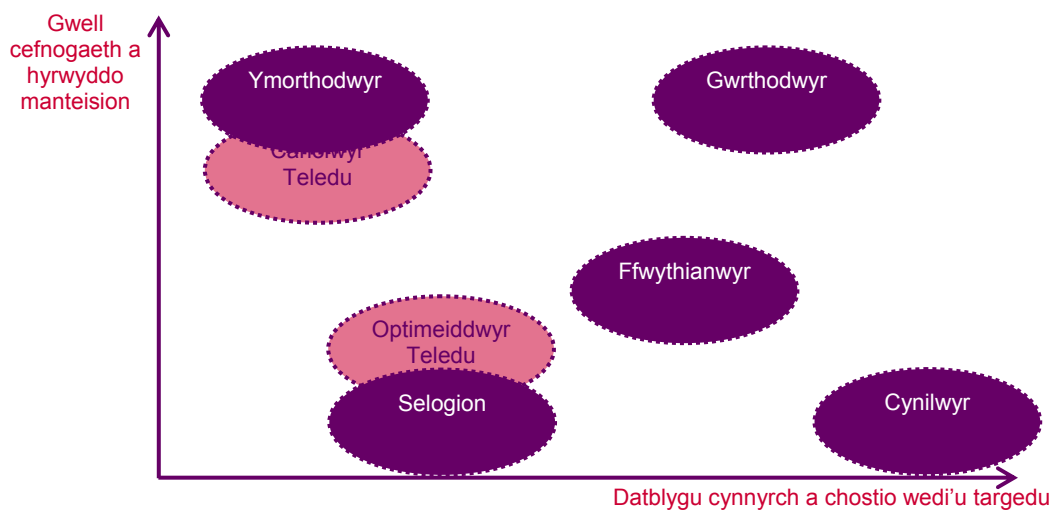 Gwell
cefnogaeth a
hyrwyddo
manteision
Ymorthodwyr
Gwrthodwyr
Teledu
Ffwythianwyr
Optimeiddwyr
Teledu
Selogion
Cynilwyr
Datblygu cynnyrch a chostio wedi’u targedu